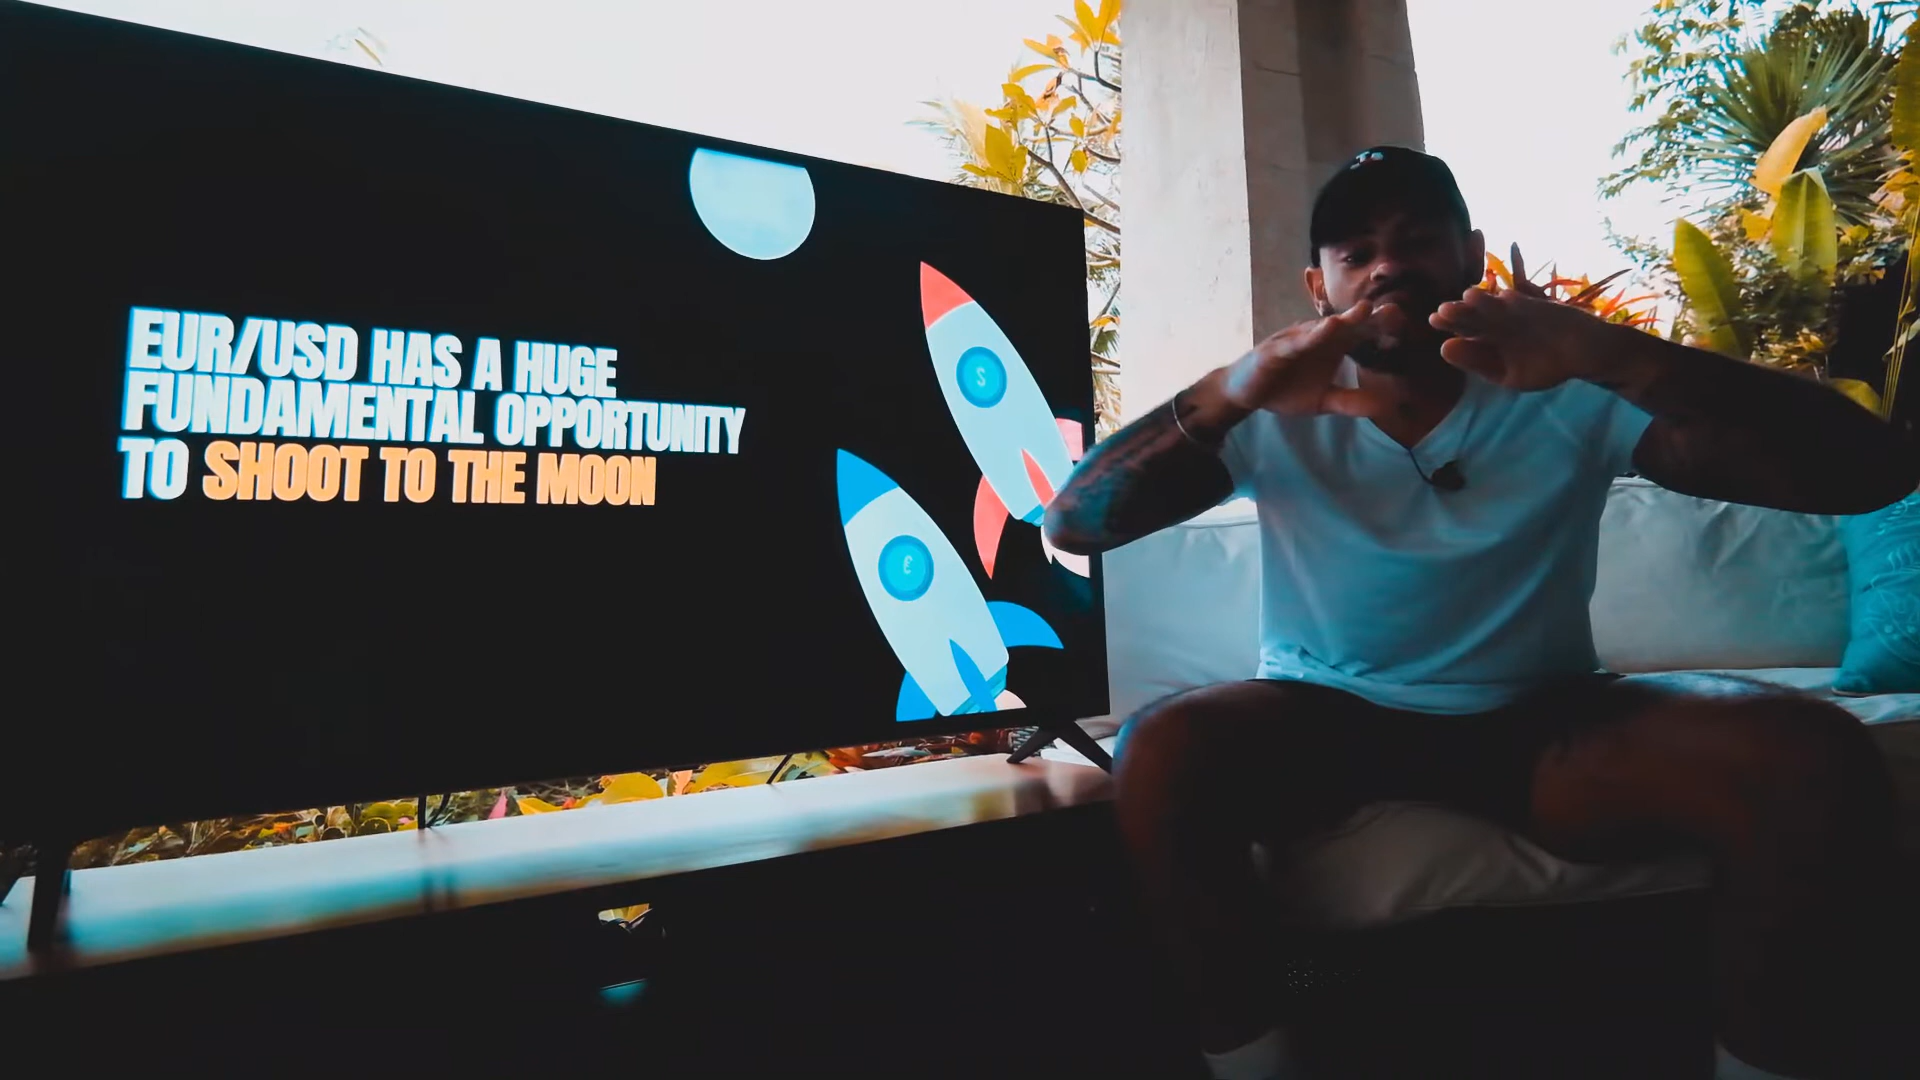 EUR/USD HAS A HUGE
FUNDAMENTAL OPPORTUNITY
TO SHOOT TO THE MOON
$
€